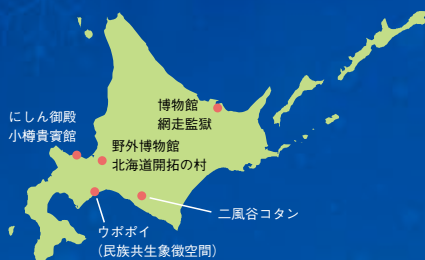 にしん御殿
小樽貴賓館
博物館
網走監獄
野外博物館
北海道開拓の村
二風谷コタン
ウポポイ
（民族共生象徴空間）